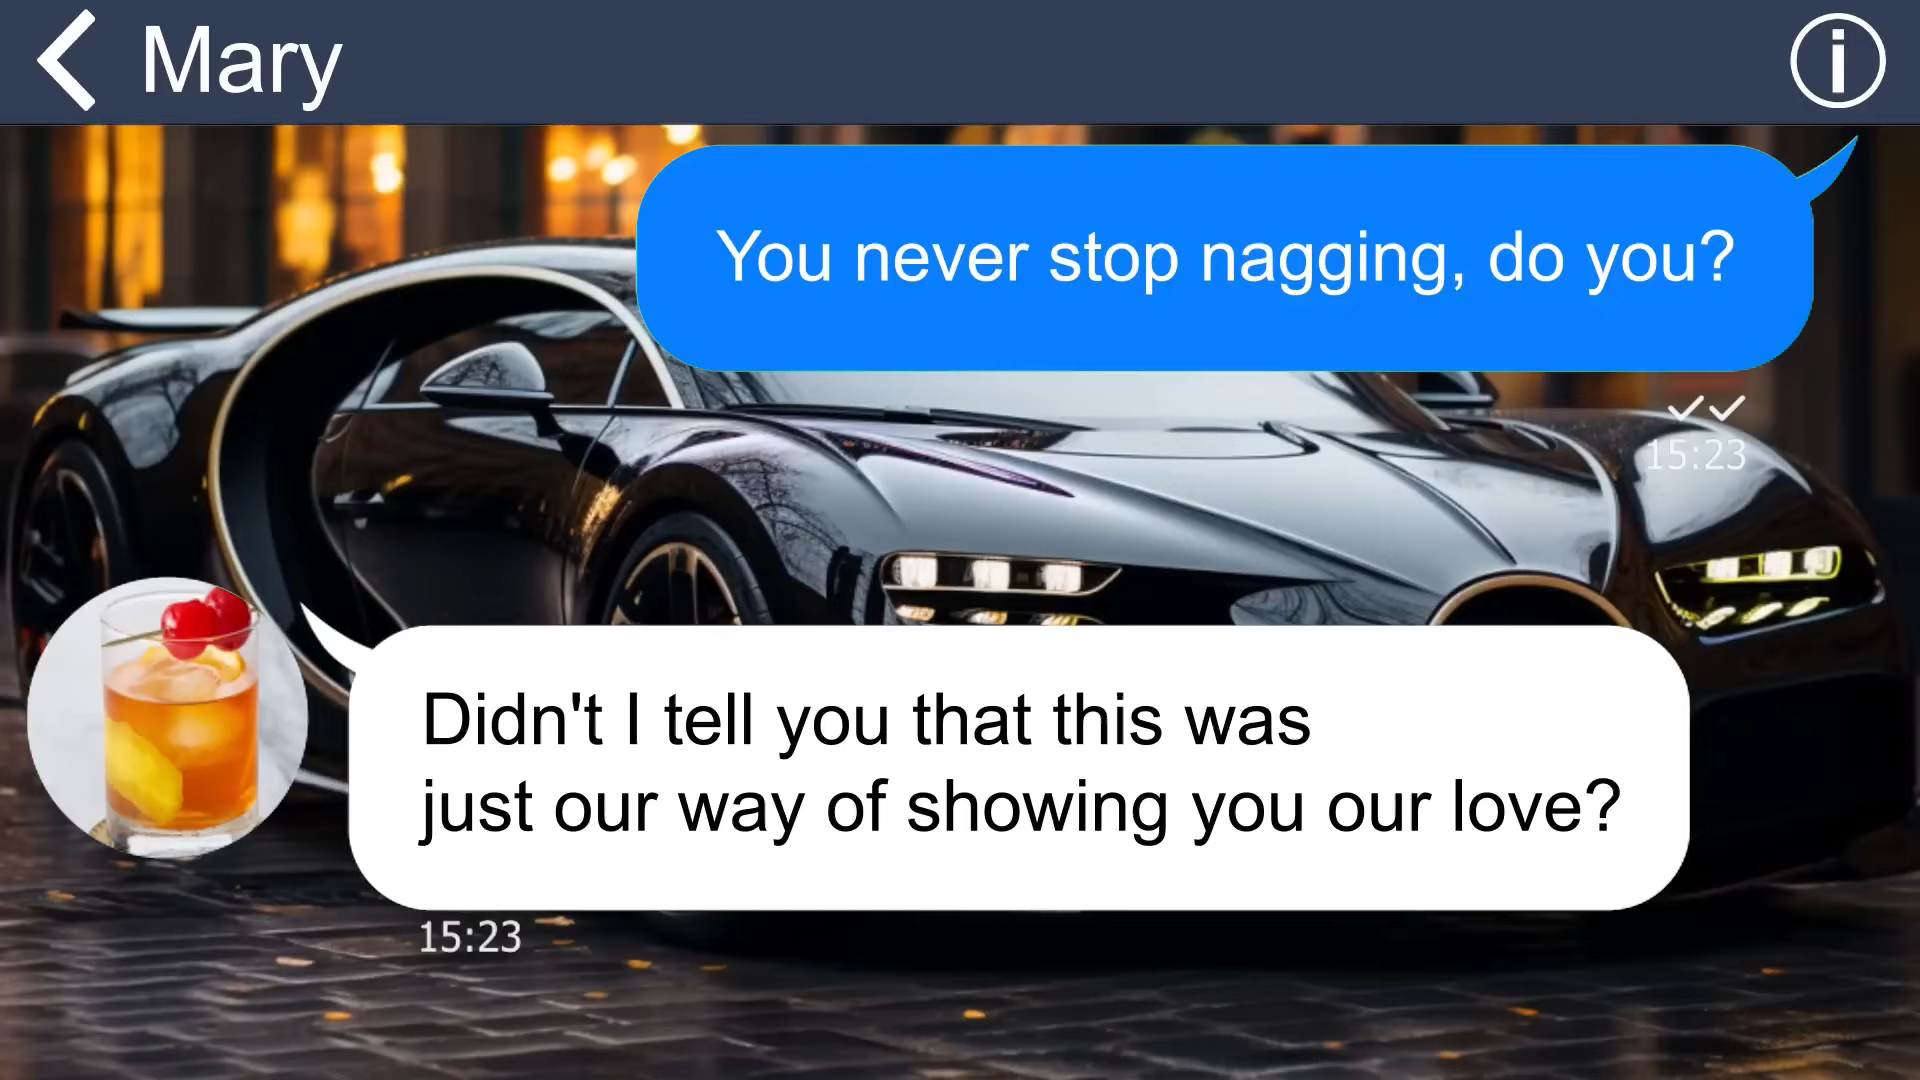 Mary
You never stop nagging, do you?
15:23
Didn't I tell you that this was
just our way of showing you our love?
15:23